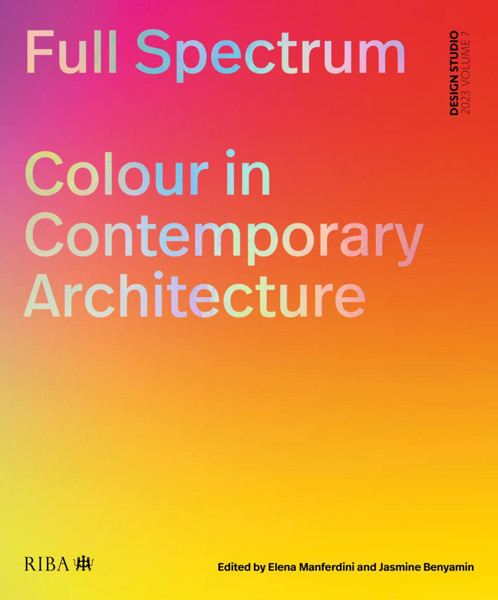 Full Spectrum
DESIGN STUDIO
2023 VOLUME 7
Colour in
Contemporary
Architecture
RIBA
Edited by Elena Manferdini and Jasmine Benyamin